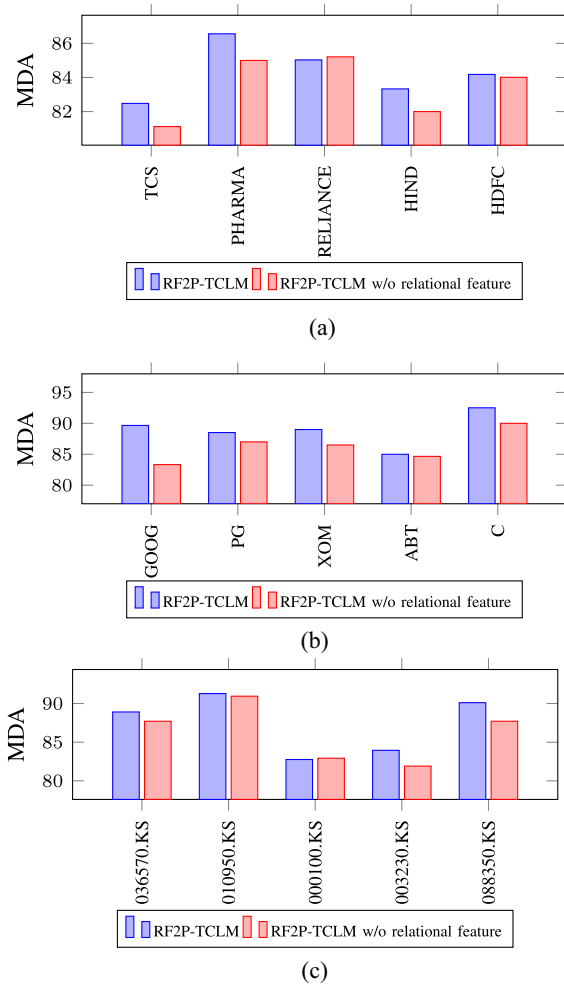 86
84
82
MDA
TCS
PHARMA
RELIANCE
HIND
HDFC
RF2P-TCLM RF2P-TCLM w/o relational feature
(a)
95
90
85
80
MDA
GOOG
PG
XOM
ABT
C
RF2P-TCLM RF2P-TCLM w/o relational feature
(b)
90
85
80
MDA
036570.KS
010950.KS
000100.KS
003230.KS
088350.KS
RF2P-TCLM RF2P-TCLM w/o relational feature
(c)